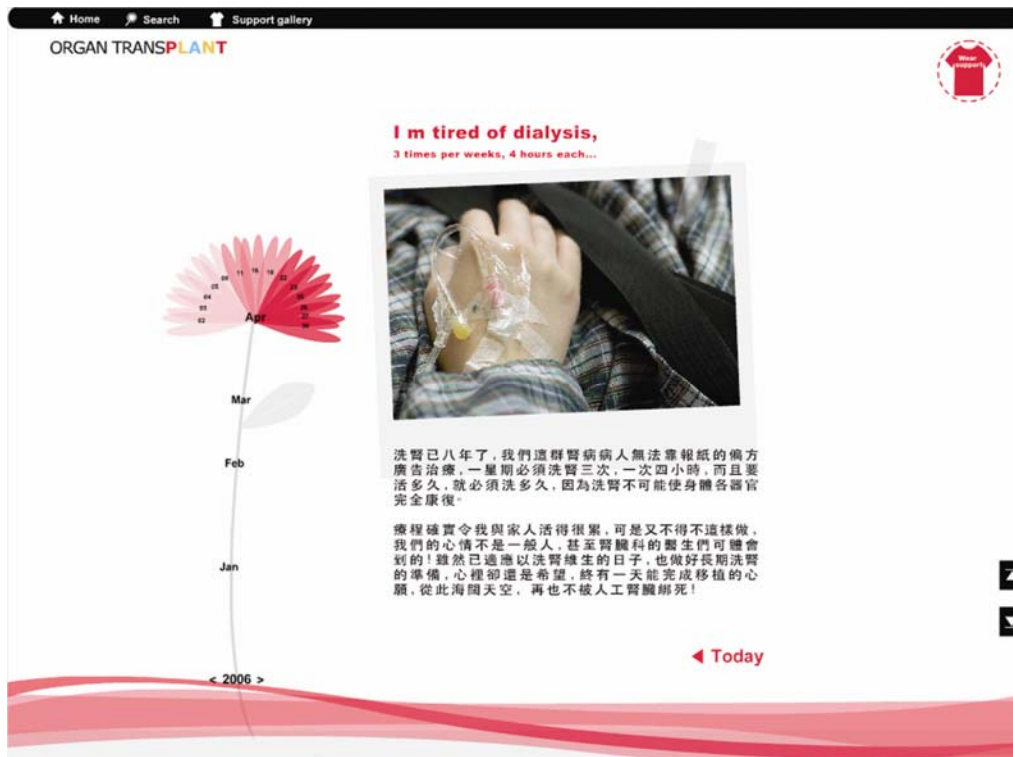 Home Search Support gallery
ORGAN TRANSPLANT
Wear
support
I m tired of dialysis,
3 times per weeks, 4 hours each...
洗腎已八年了,我們這群腎病病人無法靠報紙的偏方
廣告治療,一星期必須洗腎三次,一次四小時,而且要
活多久,就必須洗多久,因為洗腎不可能使身體各器官
完全康復。
療程確實令我與家人活得很累,可是又不得不這樣做,
我們的心情不是一般人,甚至腎臟科的醫生們可體會
到的!雖然已適應以洗腎維生的日子,也做好長期洗腎
的準備,心裡卻還是希望,終有一天能完成移植的心
願,從此海闊天空, 再也不被人工腎臟綁死!
Today
02
03
04
05
09
11
16
19
22
Apr
Mar
Feb
Jan
< 2006 >